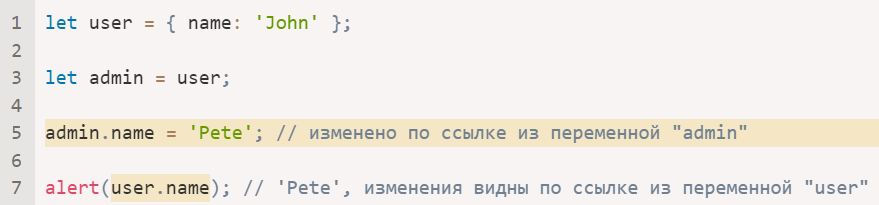 1 let user = { name: 'John' };
2
3 let admin = user;
4
5 admin.name = 'Pete'; // изменено по ссылке из переменной "admin"
6
7 alert(user.name); // 'Pete', изменения видны по ссылке из переменной "user"